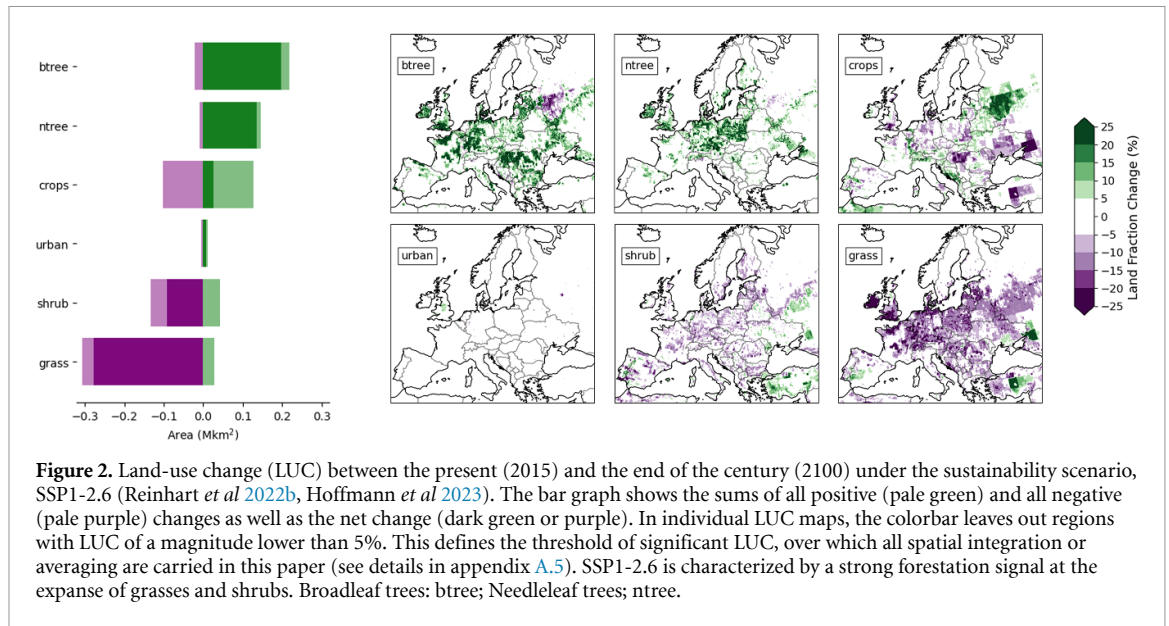 btree
ntree
crops
urban
shrub
grass
−0.3 −0.2 −0.1 0.0 0.1 0.2 0.3
Area (Mkm²)
btree
ntree
crops
urban
shrub
grass
25
20
15
10
5
0
−5
−10
−15
−20
−25
Land Fraction Change (%)
Figure 2. Land-use change (LUC) between the present (2015) and the end of the century (2100) under the sustainability scenario,
SSP1-2.6 (Reinhart et al 2022b, Hoffmann et al 2023). The bar graph shows the sums of all positive (pale green) and all negative
(pale purple) changes as well as the net change (dark green or purple). In individual LUC maps, the colorbar leaves out regions
with LUC of a magnitude lower than 5%. This defines the threshold of significant LUC, over which all spatial integration or
averaging are carried in this paper (see details in appendix A.5). SSP1-2.6 is characterized by a strong forestation signal at the
expanse of grasses and shrubs. Broadleaf trees: btree; Needleleaf trees; ntree.